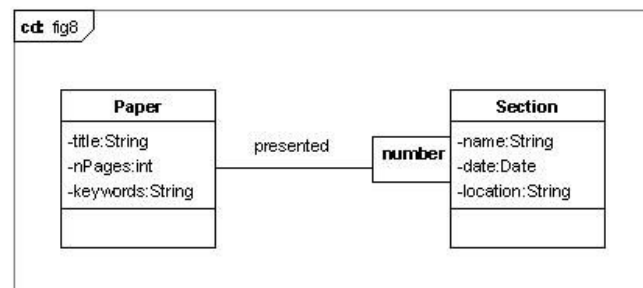 cd: fig8
Paper
-title:String
-nPages:int
-keywords:String
presented
number
Section
-name:String
-date:Date
-location:String